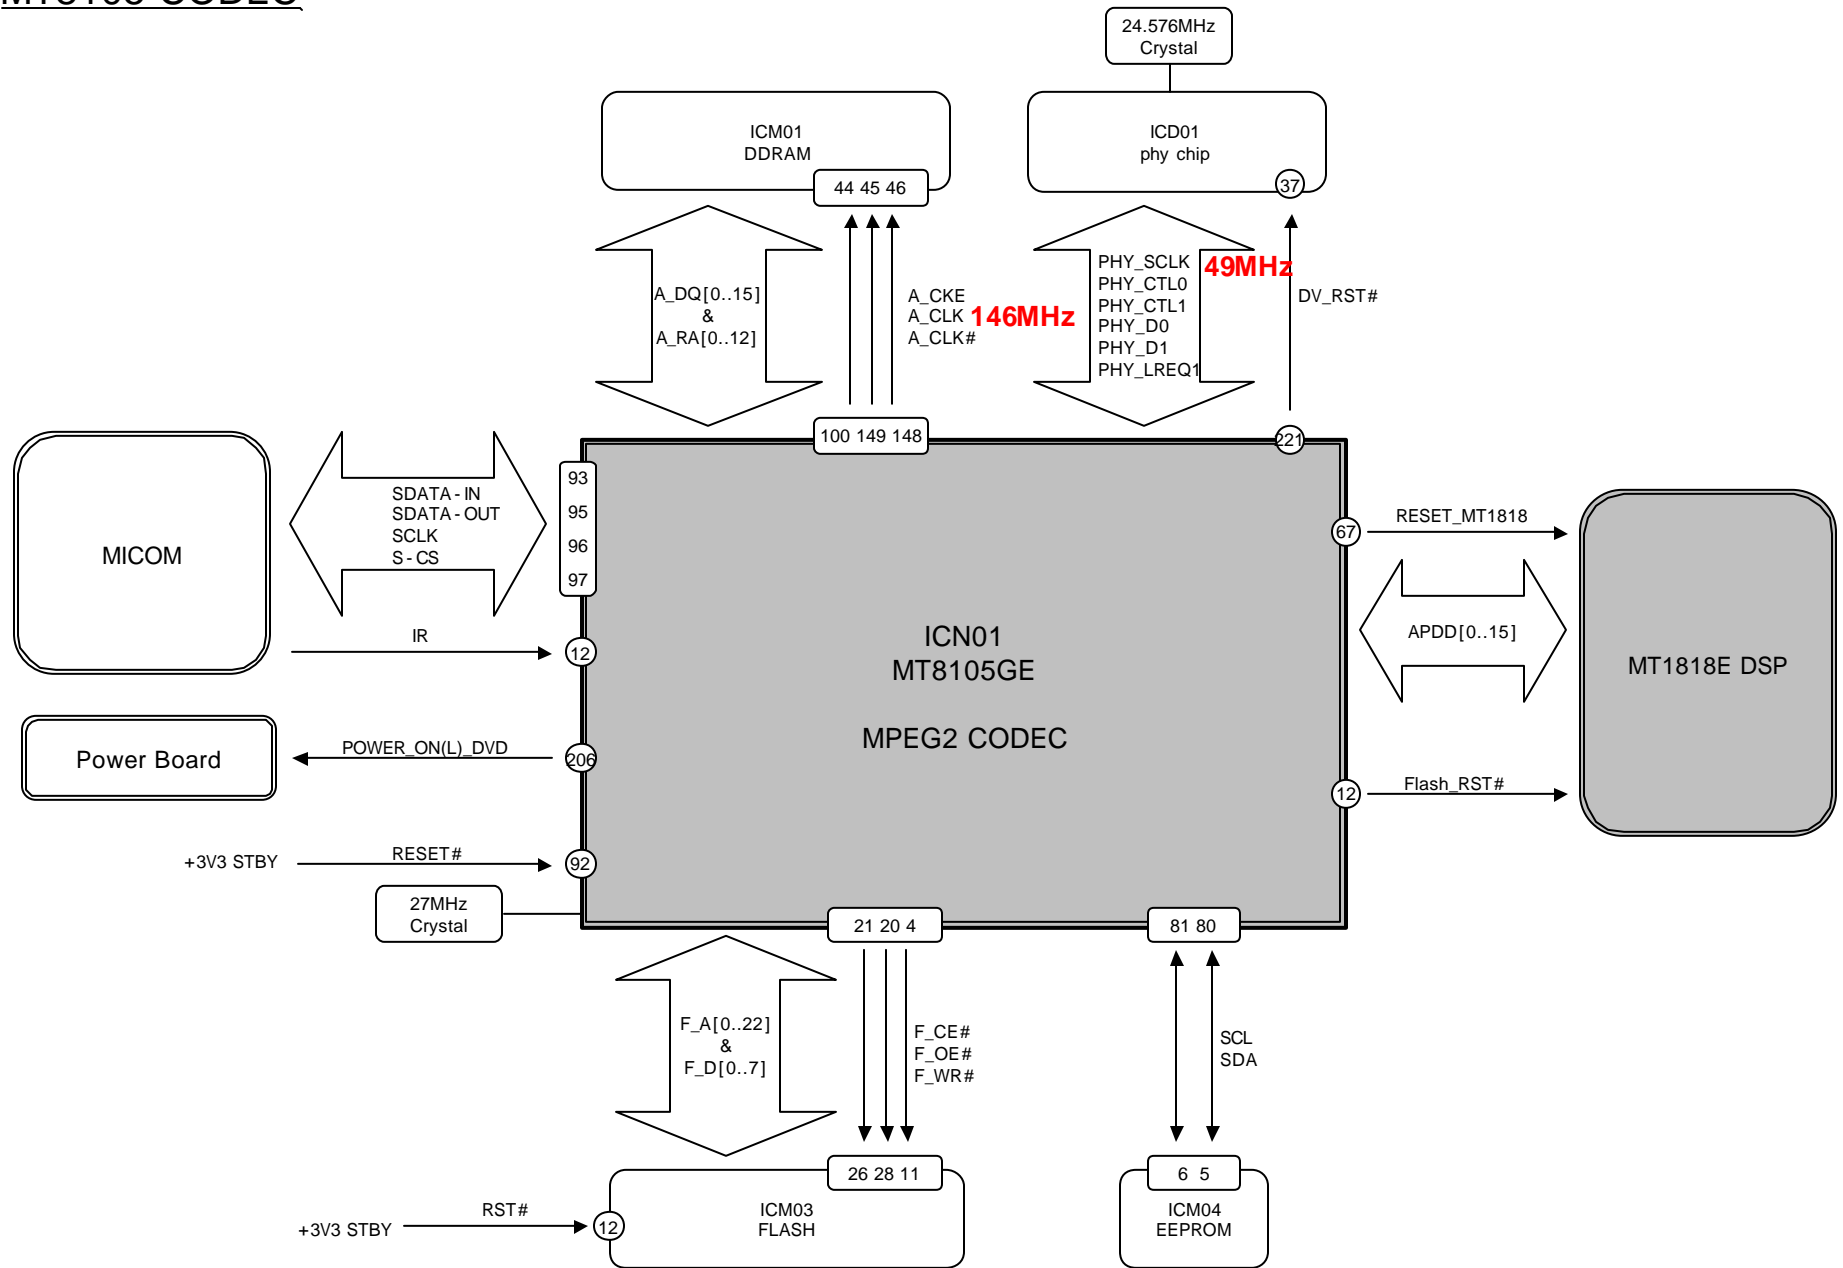 MT8105 CODEC
24.576MHz
Crystal
ICM01
DDRAM
44 45 46
ICD01
phy chip
37
A_DQ[0..15]
&
A_RA[0..12]
A_CKE
A_CLK 146MHz
A_CLK#
PHY_SCLK 49MHz
PHY_CTL0
PHY_CTL1
PHY_D0
PHY_D1
PHY_LREQ1
DV_RST#
100 149 148
221
MICOM
SDATA-IN
SDATA-OUT
SCLK
S-CS
93
95
96
97
IR
12
Power Board
POWER_ON(L)_DVD
206
+3V3 STBY
RESET#
92
27MHz
Crystal
ICN01
MT8105GE
MPEG2 CODEC
67
RESET_MT1818
APDD[0..15]
MT1818E DSP
12
Flash_RST#
21 20 4
81 80
F_A[0..22]
&
F_D[0..7]
F_CE#
F_OE#
F_WR#
SCL
SDA
26 28 11
6 5
+3V3 STBY
RST#
12
ICM03
FLASH
ICM04
EEPROM